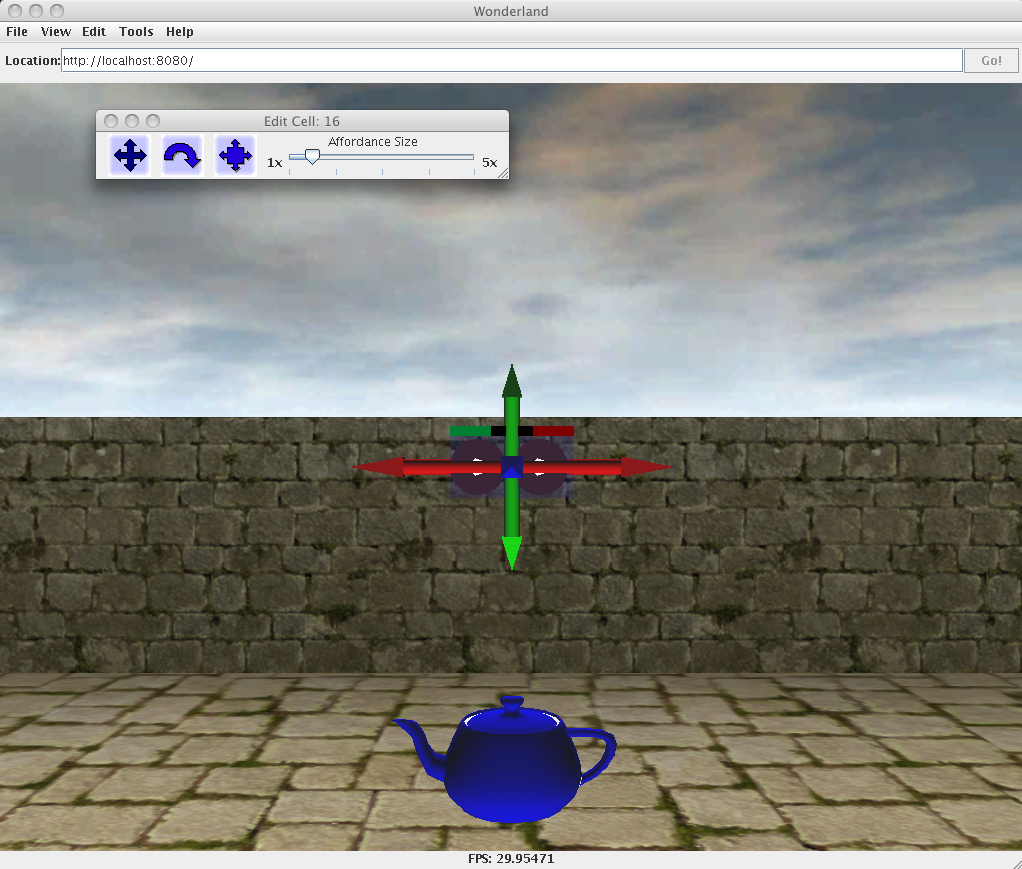 Wonderland
File View Edit Tools Help
Location: http://localhost:8080/ Go!
Edit Cell: 16
Affordance Size
1x 5x
FPS: 29.95471